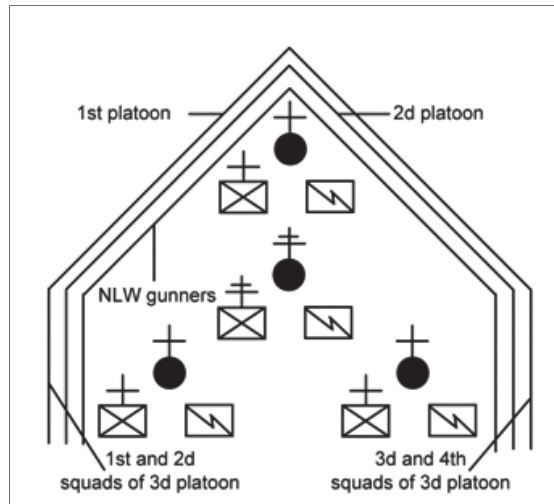 1st platoon
2d platoon
NLW gunners
1st and 2d
squads of 3d platoon
3d and 4th
squads of 3d platoon